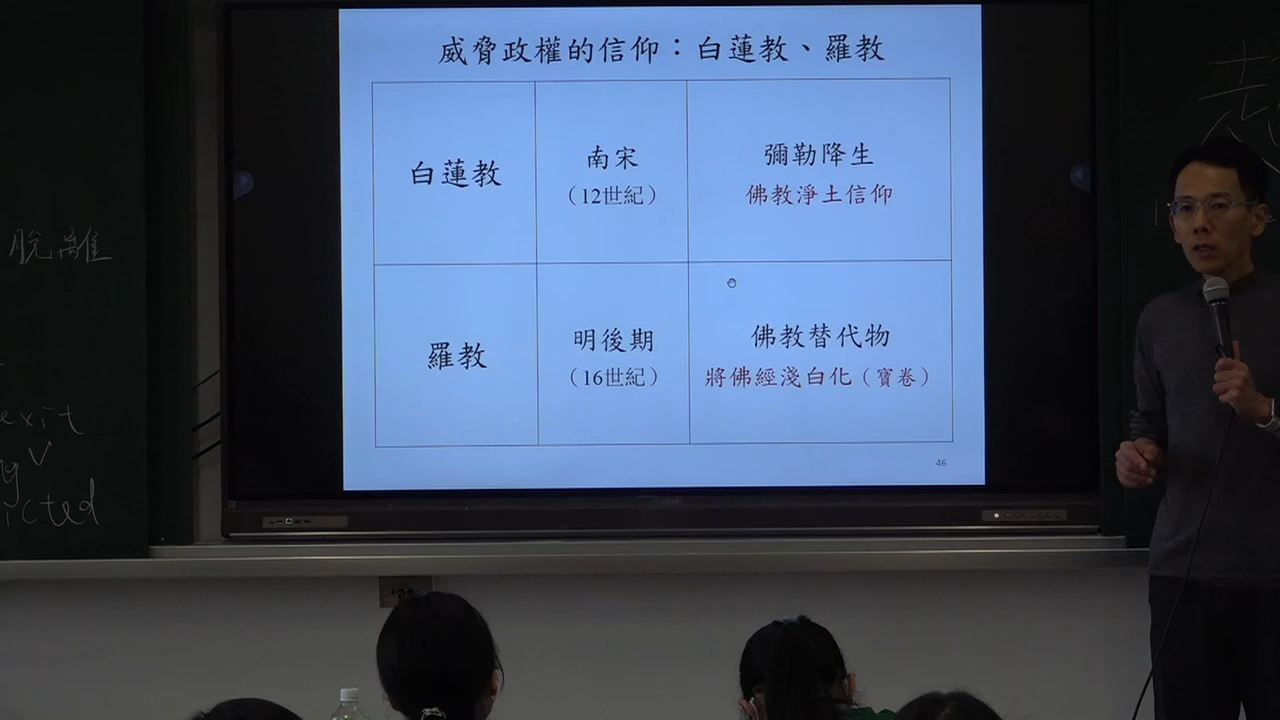 威脅政權的信仰：白蓮教、羅教
白蓮教
南宋
（12世紀）
彌勒降生
佛教淨土信仰
羅教
明後期
（16世紀）
佛教替代物
將佛經淺白化（寶卷）
46
脫離
exit
icted